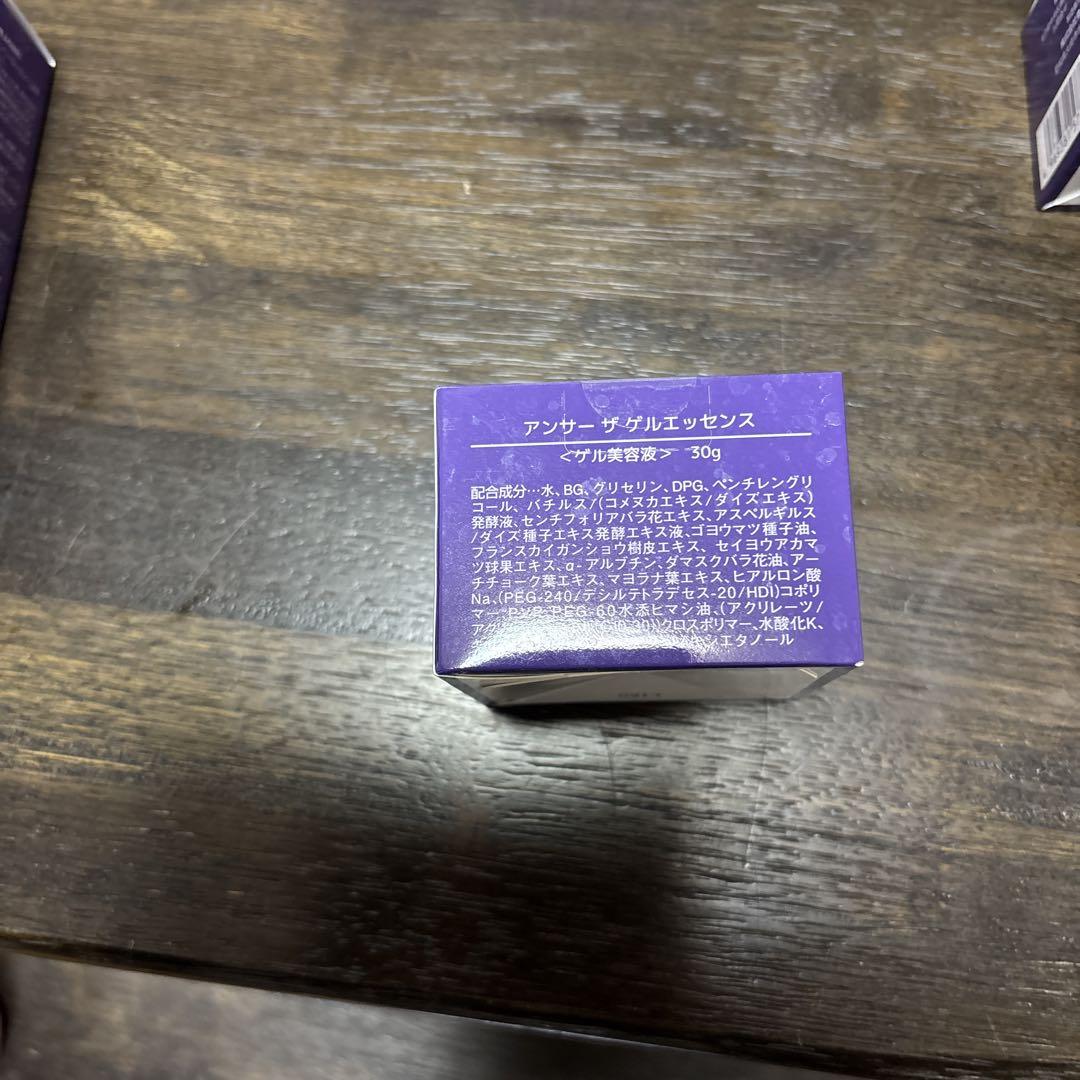 アンサー ザ ゲルエッセンス
＜ゲル美容液＞ 30g
配合成分…水、BG、グリセリン、DPG、ペンチレングリ
コール、バチルス/(コメヌカエキス/ダイズエキス)
発酵液、センチフォリアバラ花エキス、アスペルギルス
/ダイズ種子エキス発酵エキス液、ゴヨウマツ種子油、
フランスカイガンショウ樹皮エキス、セイヨウアカマ
ツ球果エキス、α-アルブチン、ダマスクバラ花油、アー
チチョーク葉エキス、マヨラナ葉エキス、ヒアルロン酸
Na、(PEG-240/デシルテトラデセス-20/HDI)コポリ
マー、PVP、PEG-60水添ヒマシ油、(アクリレーツ/
クロスポリマー、水酸化K、
シエタノール